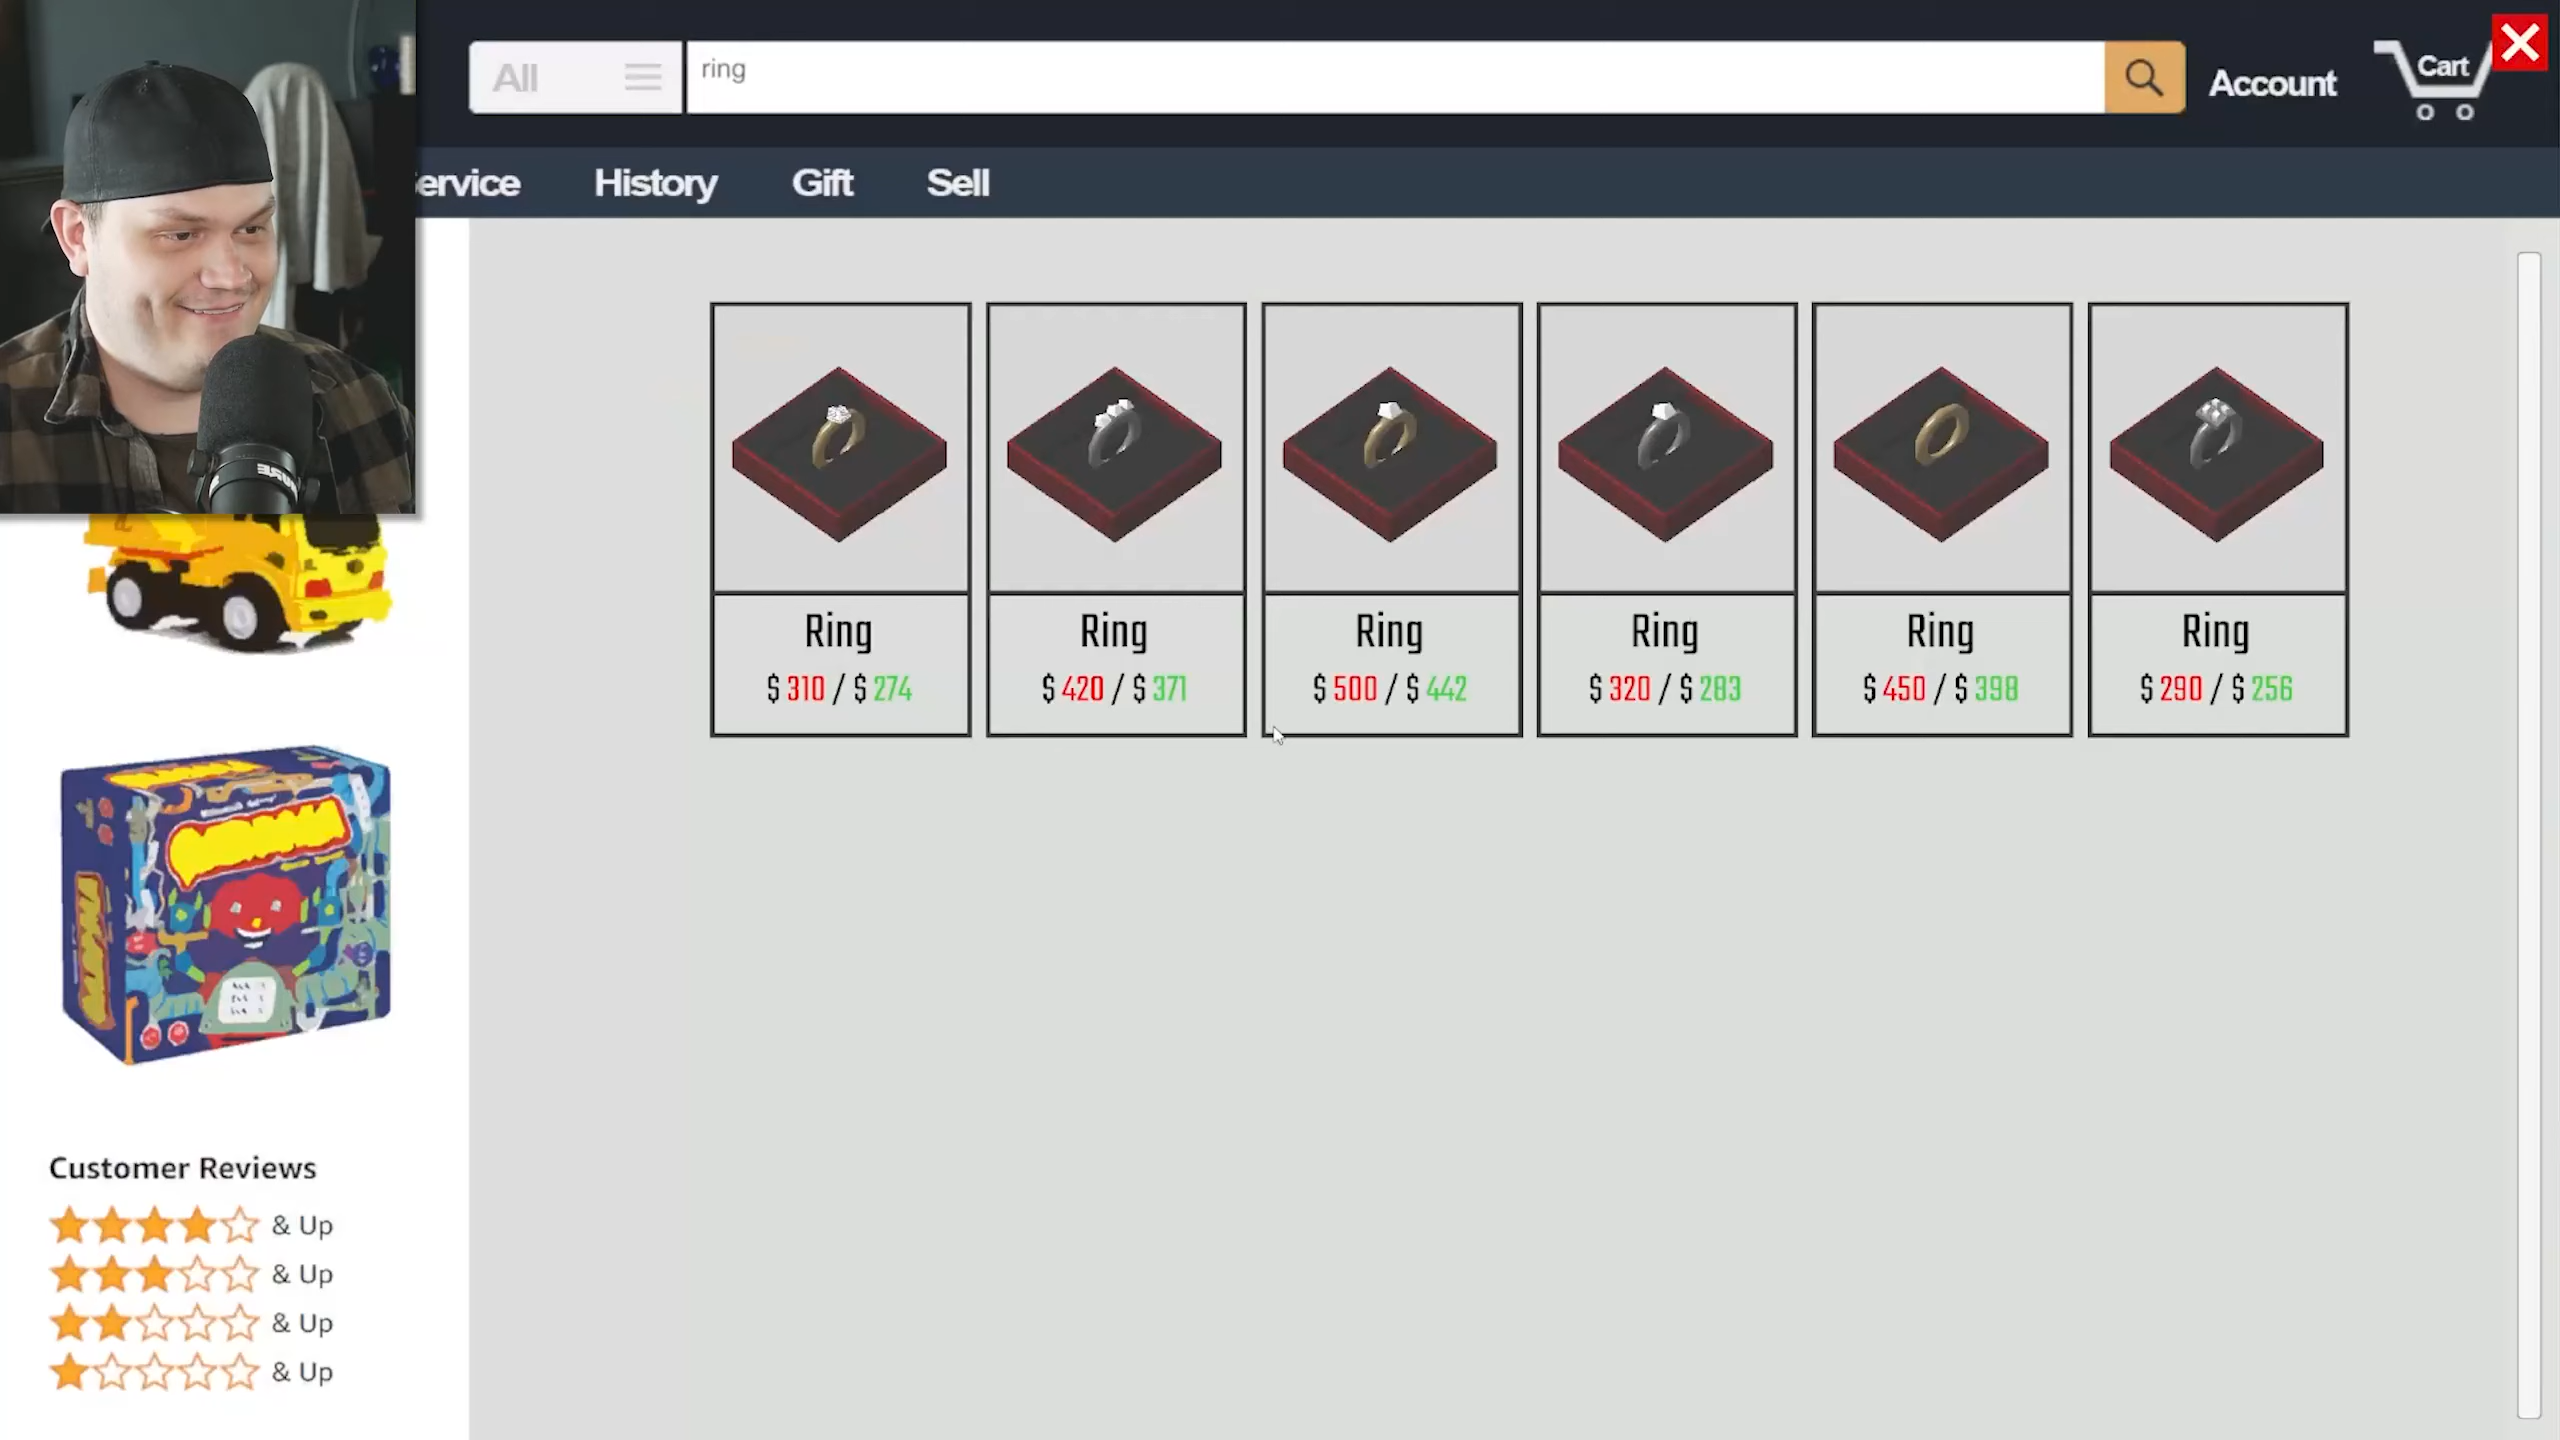 All
ring
Account
Cart
ervice
History
Gift
Sell
Ring
$ 310 / $ 274
Ring
$ 420 / $ 371
Ring
$ 500 / $ 442
Ring
$ 320 / $ 283
Ring
$ 450 / $ 398
Ring
$ 290 / $ 256
Customer Reviews
& Up
& Up
& Up
& Up